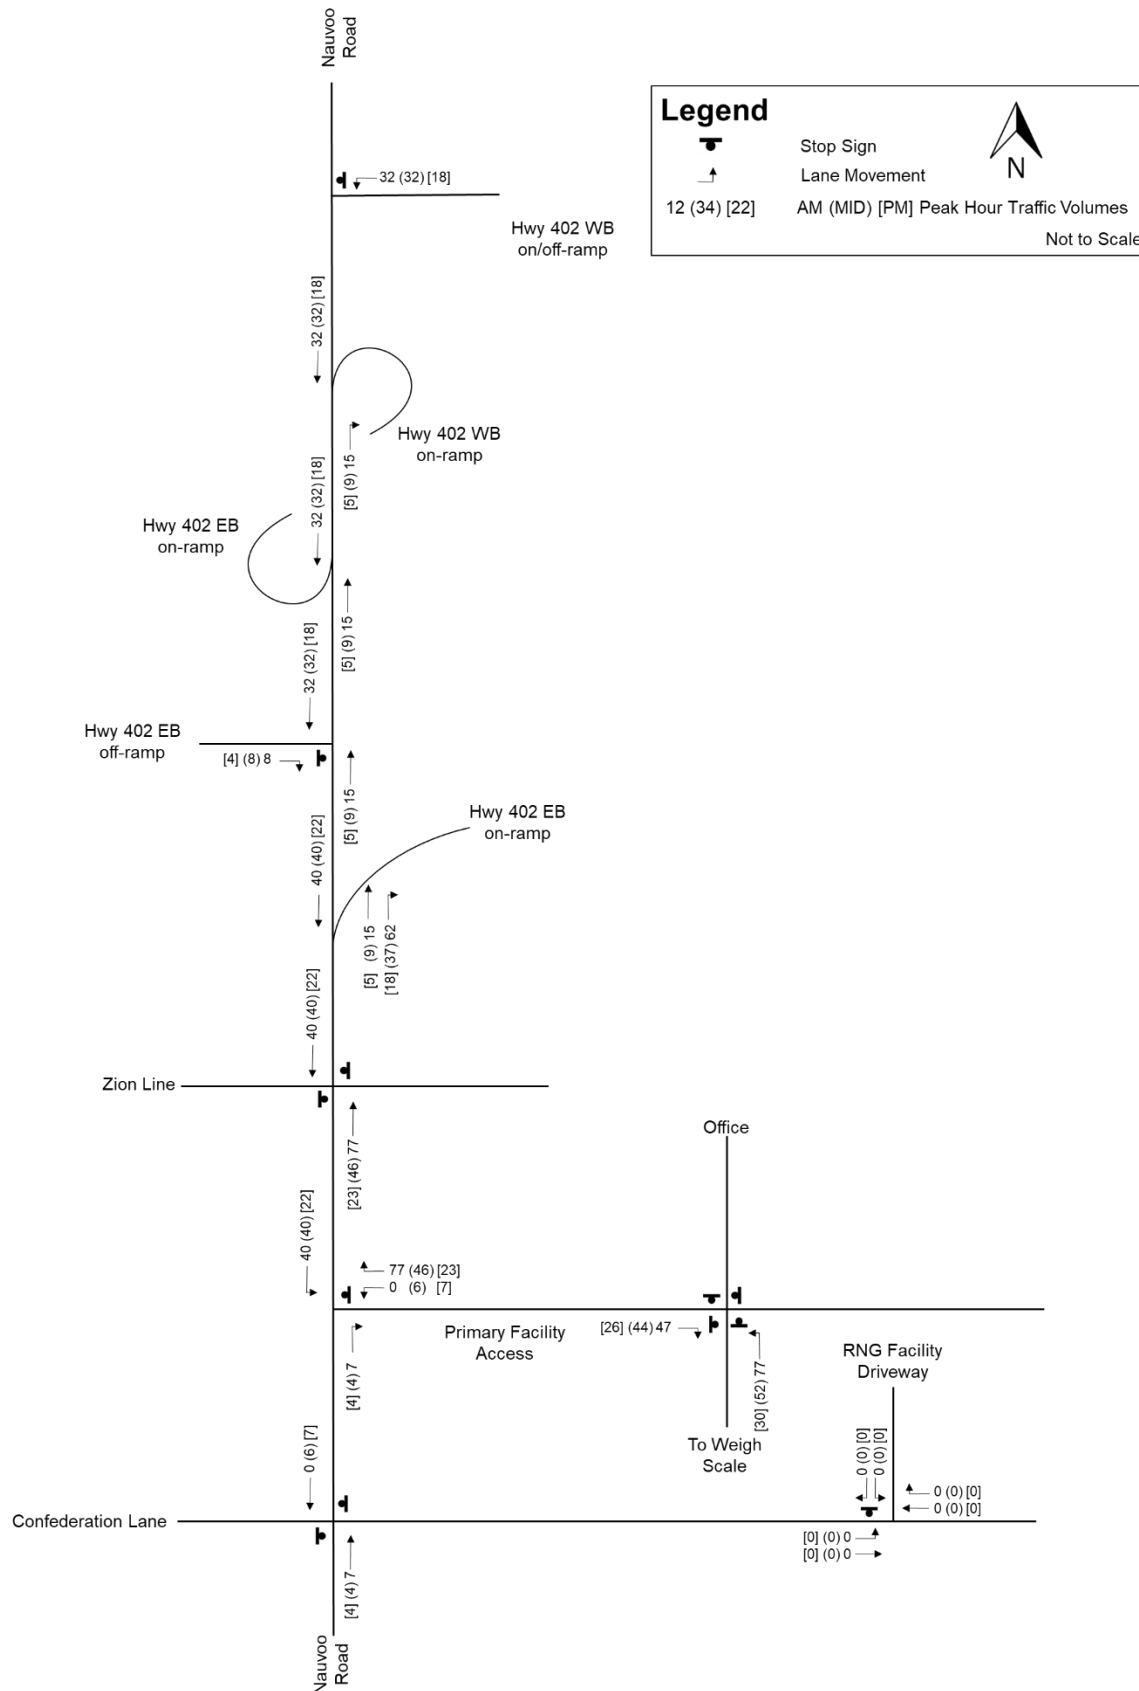 Nauvoo
Road
Legend
Stop Sign
Lane Movement
N
12 (34) [22]
AM (MID) [PM] Peak Hour Traffic Volumes
Not to Scale
32 (32) [18]
Hwy 402 WB
on/off-ramp
32 (32) [18]
Hwy 402 WB
on-ramp
[5] (9) 15
32 (32) [18]
Hwy 402 EB
on-ramp
[5] (9) 15
32 (32) [18]
Hwy 402 EB
off-ramp
[4] (8) 8
[5] (9) 15
Hwy 402 EB
on-ramp
40 (40) [22]
[5] (9) 15
[18] (37) 62
40 (40) [22]
Zion Line
[23] (46) 77
Office
40 (40) [22]
77 (46) [23]
0 (6) [7]
Primary Facility
Access
[26] (44) 47
[30] (52) 77
RNG Facility
Driveway
[4] (4) 7
To Weigh
Scale
0 (6) [7]
0 (0) [0]
0 (0) [0]
0 (0) [0]
0 (0) [0]
Confederation Lane
[0] (0) 0
[0] (0) 0
[4] (4) 7
Nauvoo
Road